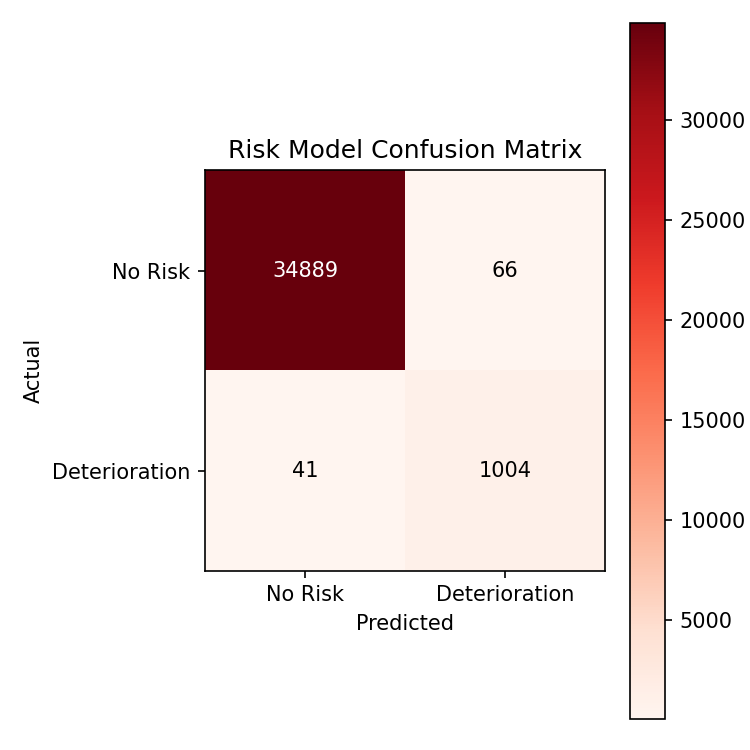 Risk Model Confusion Matrix
Actual
No Risk
34889
66
Deterioration
41
1004
No Risk
Deterioration
Predicted
30000
25000
20000
15000
10000
5000